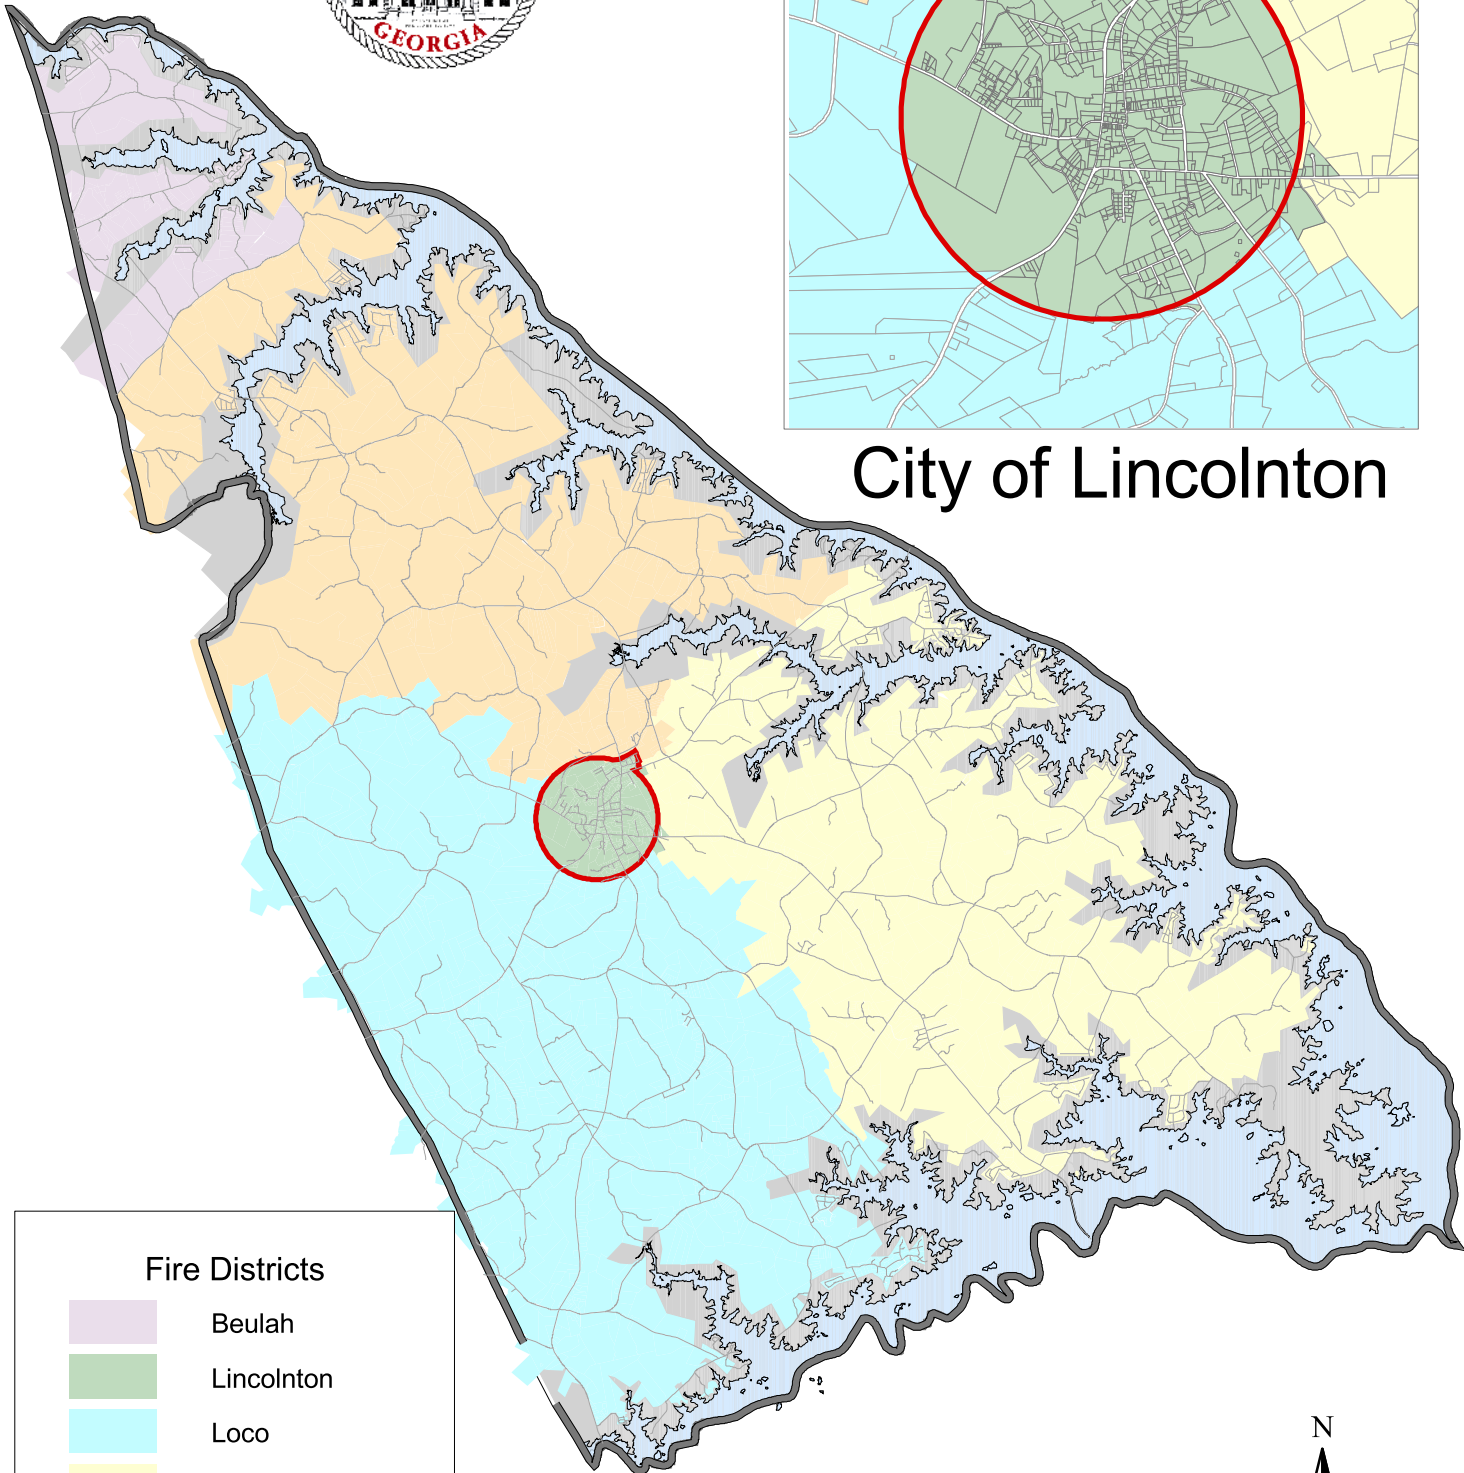 GEORGIA
City of Lincolnton
Fire Districts
Beulah
Lincolnton
Loco
N